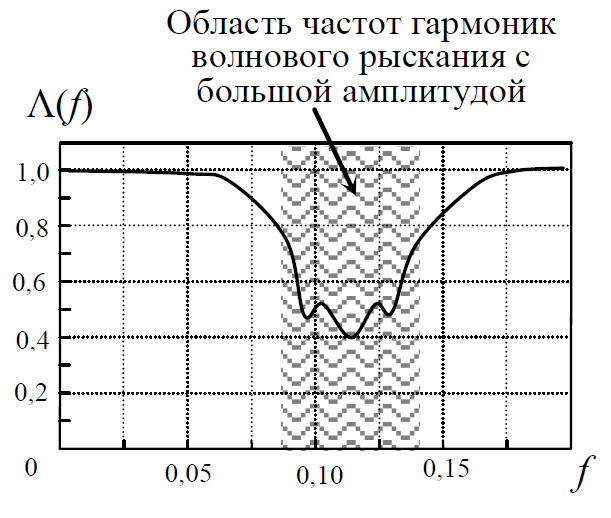 Область частот гармоник
волнового рыскания с
большой амплитудой
Λ(f)
1,0
0,8
0,6
0,4
0,2
0
0,05
0,10
0,15
f